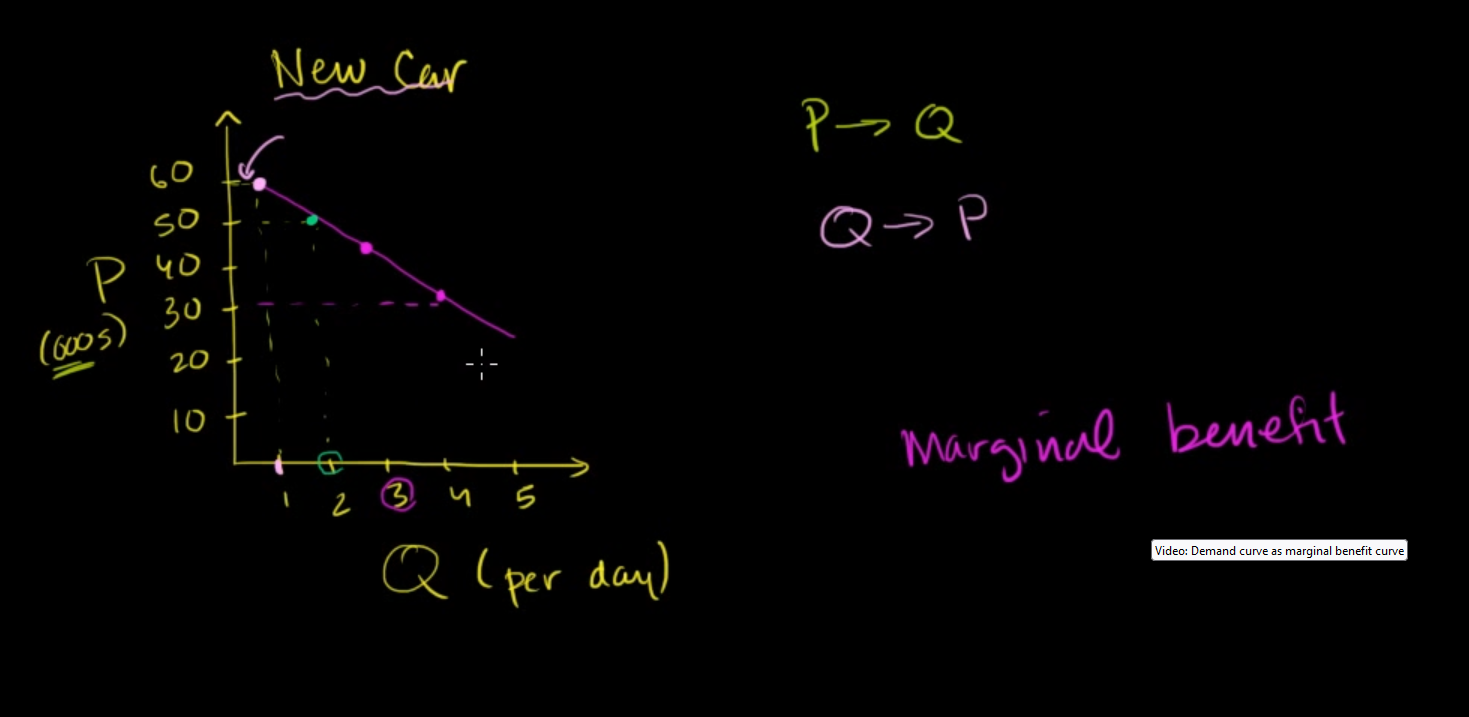 New Car
P → Q
60
50
Q → P
40
P
30
(000s)
20
10
Marginal benefit
1 2 3 4 5
Video: Demand curve as marginal benefit curve
Q (per day)